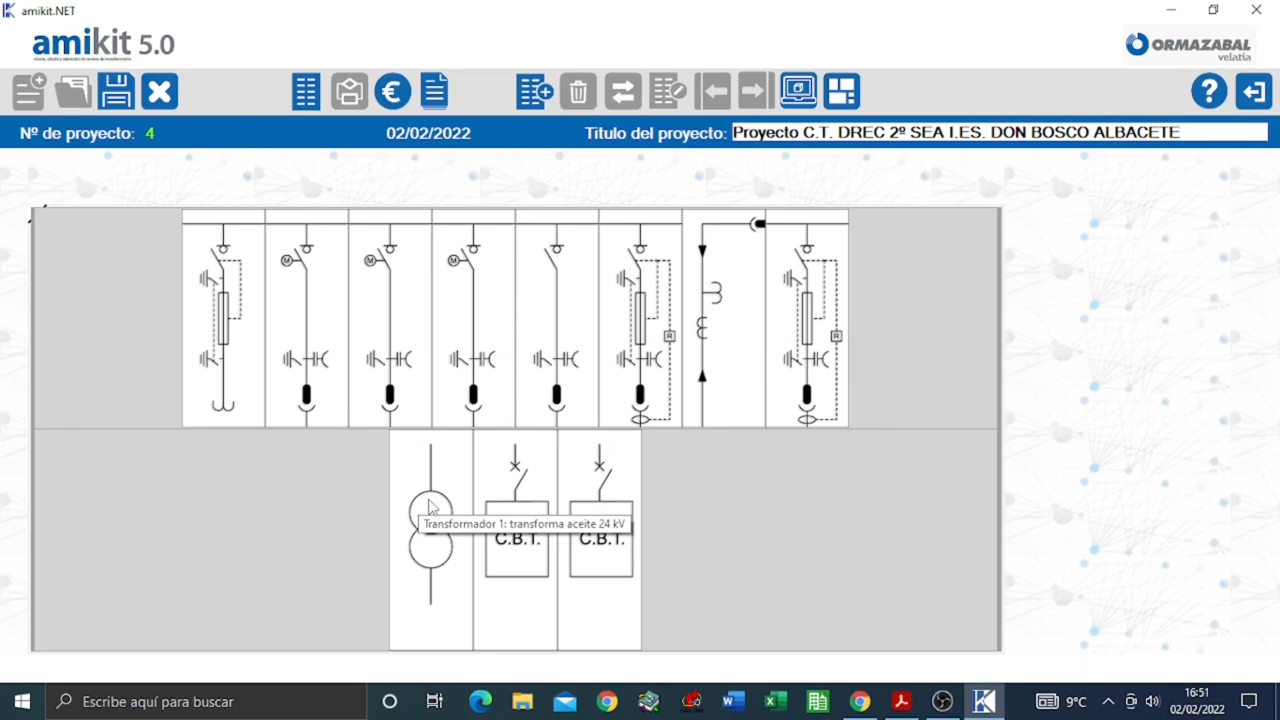 amikit.NET
amikit 5.0
ORMAZABAL
velatia
€
?
Nº de proyecto: 4
02/02/2022
Titulo del proyecto: Proyecto C.T. DREC 2º SEA I.ES. DON BOSCO ALBACETE
M
M
M
R
R
Transformador 1: transforma aceite 24 kV
C.B.T.
C.B.T.
Escribe aquí para buscar
9°C
16:51
02/02/2022